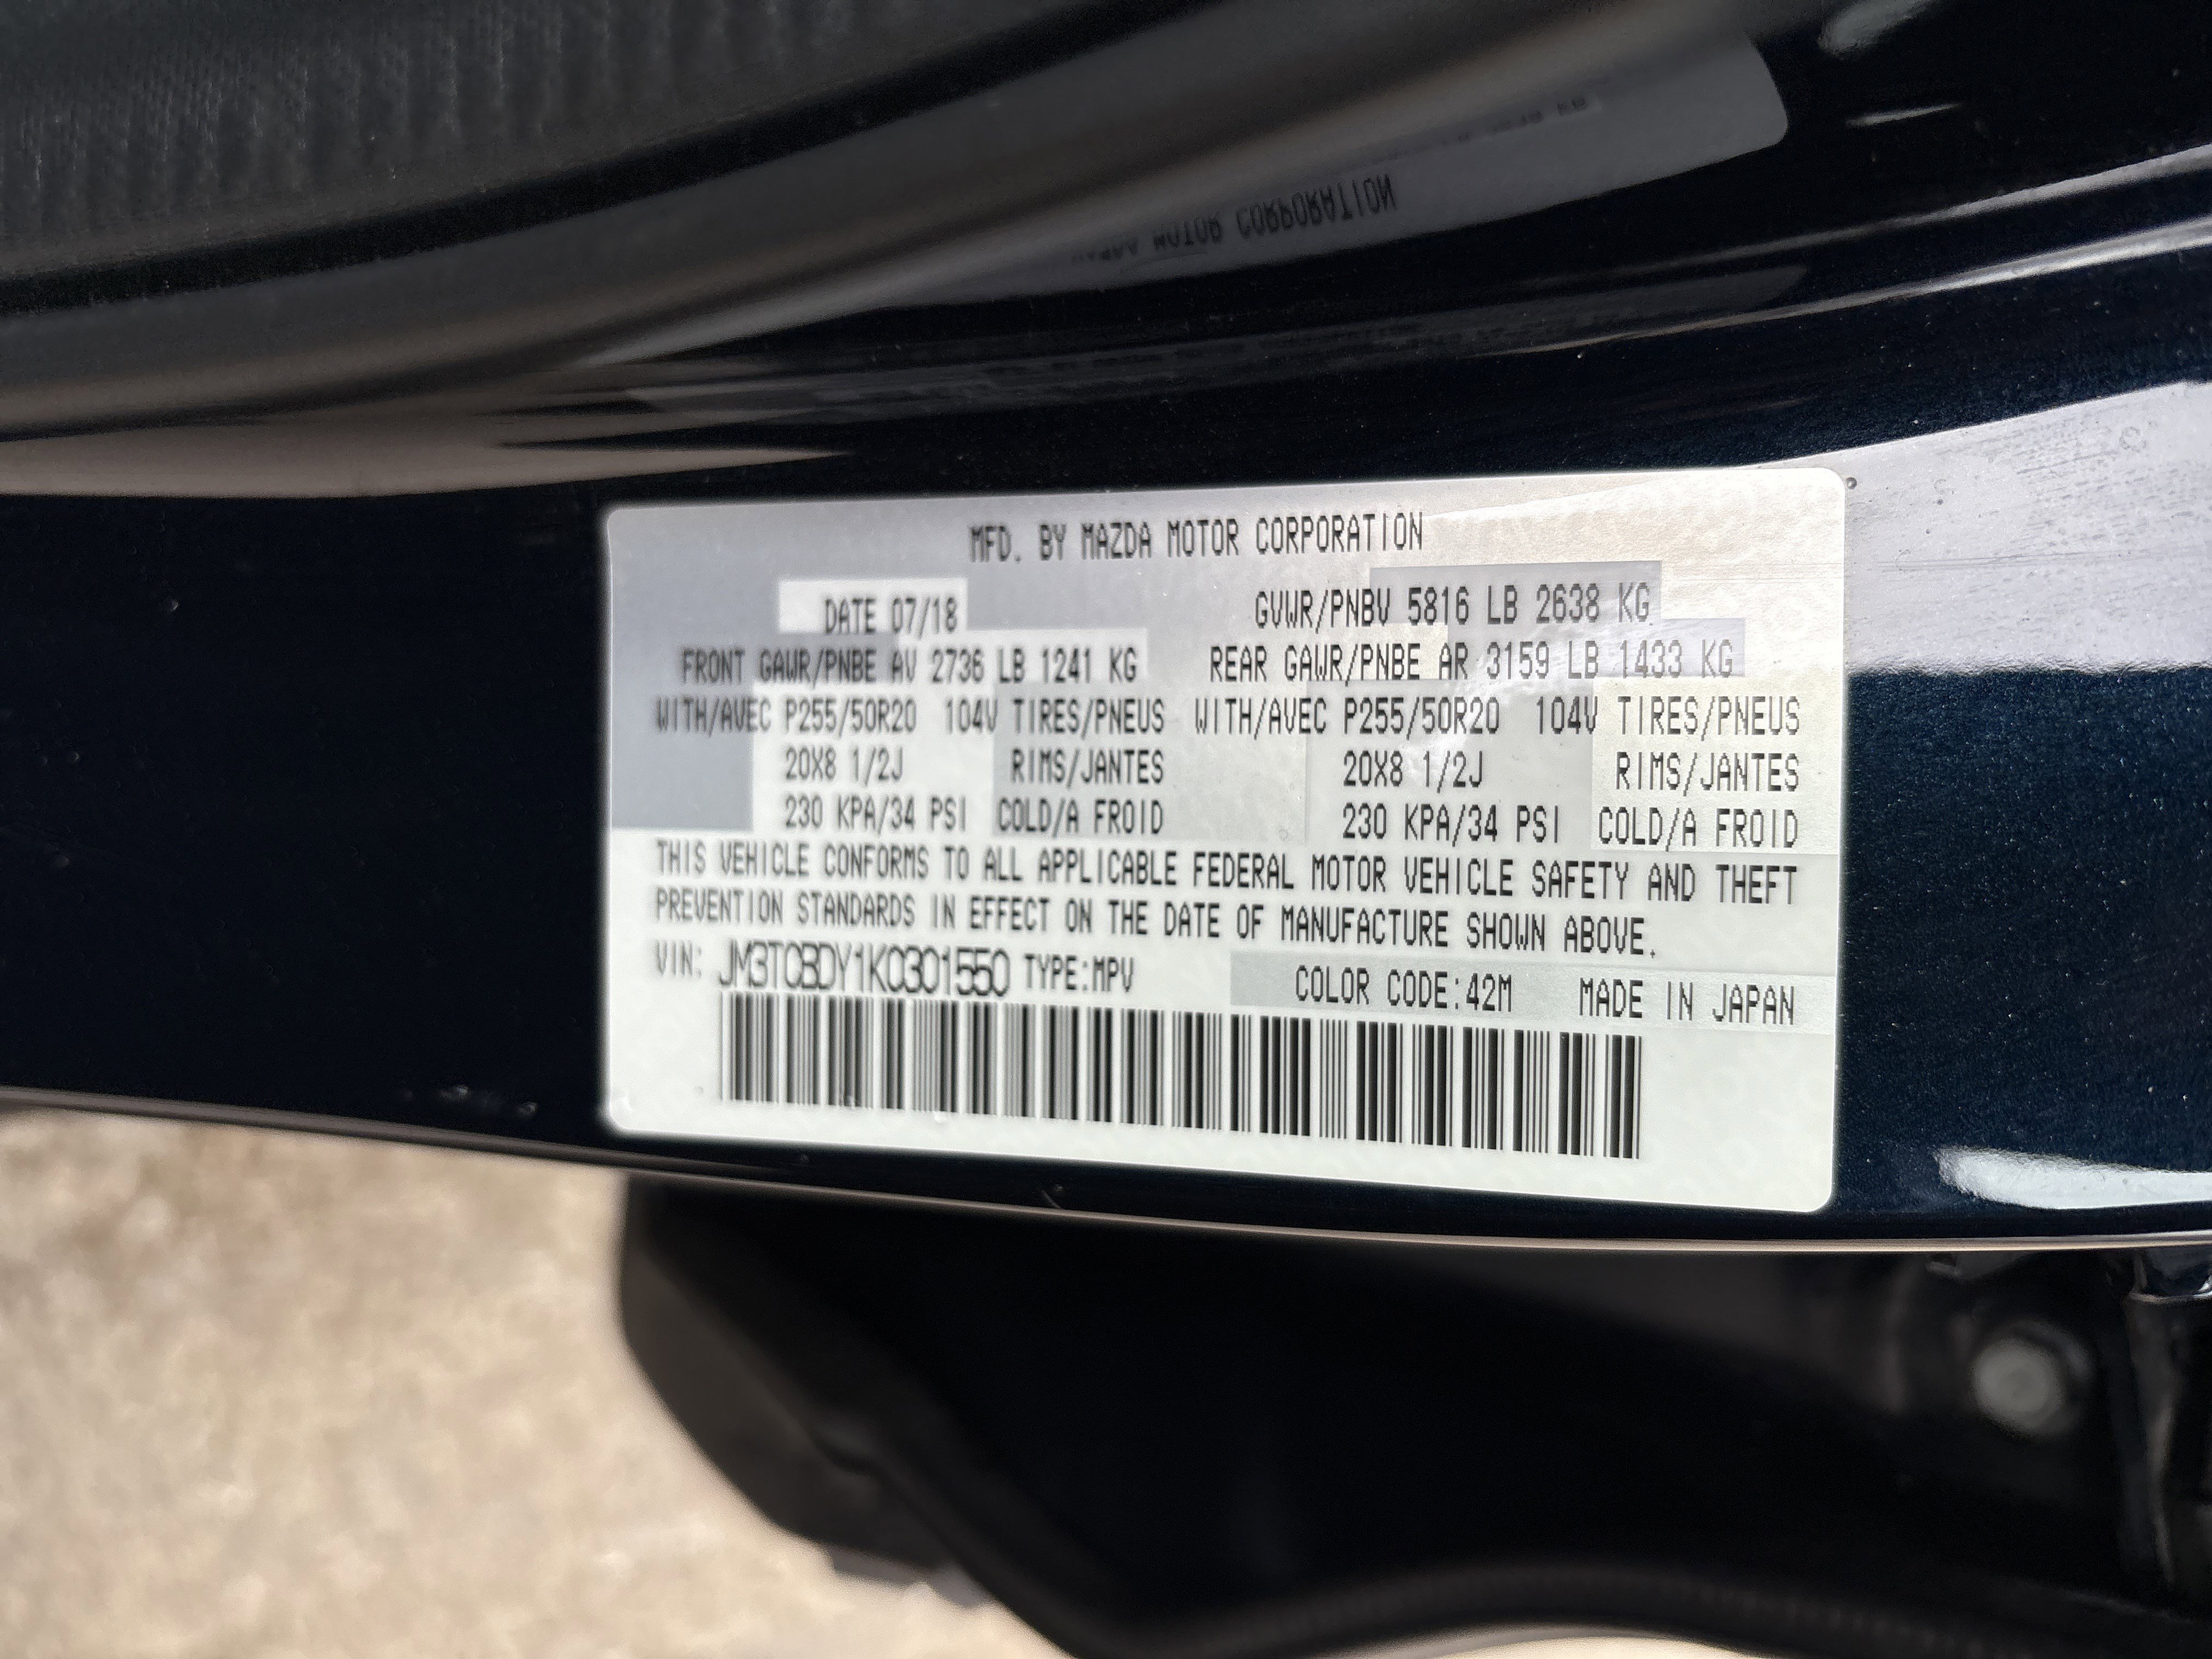 MFD. BY MAZDA MOTOR CORPORATION
DATE 07/18 GVWR/PNBV 5816 LB 2638 KG
FRONT GAWR/PNBE AV 2736 LB 1241 KG REAR GAWR/PNBE AR 3159 LB 1433 KG
WITH/AVEC P255/50R20 104V TIRES/PNEUS WITH/AVEC P255/50R20 104V TIRES/PNEUS
20X8 1/2J RIMS/JANTES 20X8 1/2J RIMS/JANTES
230 KPA/34 PSI COLD/A FROID 230 KPA/34 PSI COLD/A FROID
THIS VEHICLE CONFORMS TO ALL APPLICABLE FEDERAL MOTOR VEHICLE SAFETY AND THEFT
PREVENTION STANDARDS IN EFFECT ON THE DATE OF MANUFACTURE SHOWN ABOVE.
VIN: JM3TCBDY1K0301550 TYPE:MPV COLOR CODE:42M MADE IN JAPAN